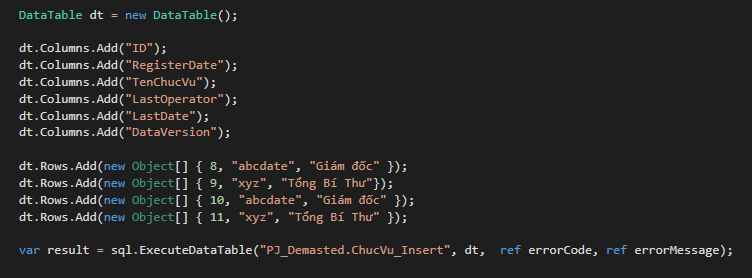 DataTable dt = new DataTable();
dt.Columns.Add("ID");
dt.Columns.Add("RegisterDate");
dt.Columns.Add("TenChucVu");
dt.Columns.Add("LastOperator");
dt.Columns.Add("LastDate");
dt.Columns.Add("DataVersion");
dt.Rows.Add(new Object[] { 8, "abcdate", "Giám đốc" });
dt.Rows.Add(new Object[] { 9, "xyz", "Tổng Bí Thư"});
dt.Rows.Add(new Object[] { 10, "abcdate", "Giám đốc" });
dt.Rows.Add(new Object[] { 11, "xyz", "Tổng Bí Thư" });
var result = sql.ExecuteDataTable("PJ_Demasted.ChucVu_Insert", dt,  ref errorCode, ref errorMessage);